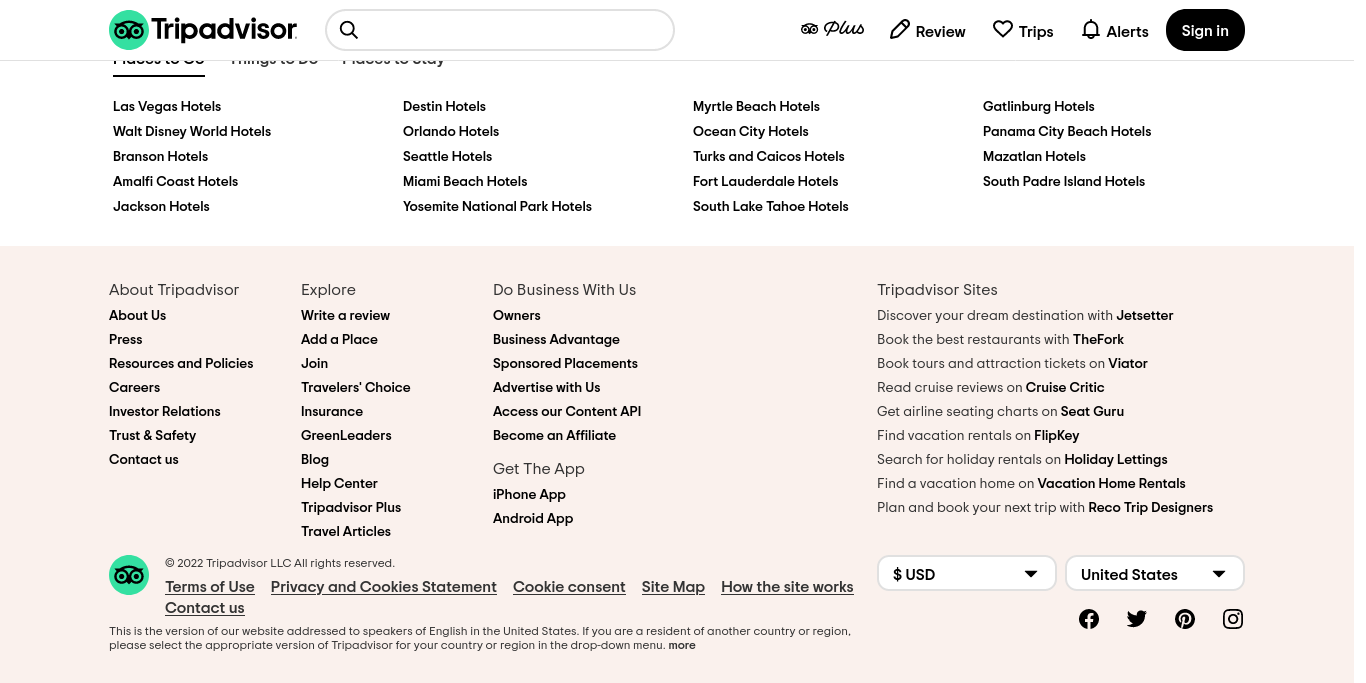 Tripadvisor
Plus
Review
Trips
Alerts
Sign in
Places to Go
Things to Do
Places to Stay
Las Vegas Hotels
Destin Hotels
Myrtle Beach Hotels
Gatlinburg Hotels
Walt Disney World Hotels
Orlando Hotels
Ocean City Hotels
Panama City Beach Hotels
Branson Hotels
Seattle Hotels
Turks and Caicos Hotels
Mazatlan Hotels
Amalfi Coast Hotels
Miami Beach Hotels
Fort Lauderdale Hotels
South Padre Island Hotels
Jackson Hotels
Yosemite National Park Hotels
South Lake Tahoe Hotels
About Tripadvisor
About Us
Press
Resources and Policies
Careers
Investor Relations
Trust & Safety
Contact us
Explore
Write a review
Add a Place
Join
Travelers' Choice
Insurance
GreenLeaders
Blog
Help Center
Tripadvisor Plus
Travel Articles
Do Business With Us
Owners
Business Advantage
Sponsored Placements
Advertise with Us
Access our Content API
Become an Affiliate
Get The App
iPhone App
Android App
Tripadvisor Sites
Discover your dream destination with Jetsetter
Book the best restaurants with TheFork
Book tours and attraction tickets on Viator
Read cruise reviews on Cruise Critic
Get airline seating charts on Seat Guru
Find vacation rentals on FlipKey
Search for holiday rentals on Holiday Lettings
Find a vacation home on Vacation Home Rentals
Plan and book your next trip with Reco Trip Designers
© 2022 Tripadvisor LLC All rights reserved.
Terms of Use Privacy and Cookies Statement Cookie consent Site Map How the site works
Contact us
This is the version of our website addressed to speakers of English in the United States. If you are a resident of another country or region,
please select the appropriate version of Tripadvisor for your country or region in the drop-down menu. more
$ USD
United States